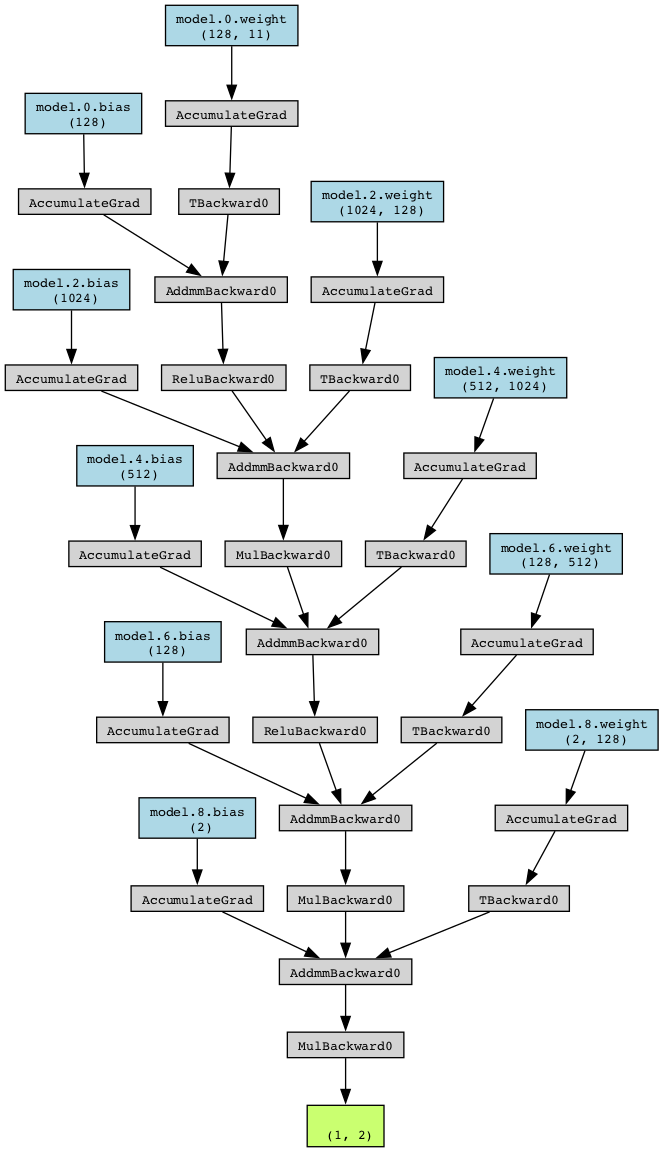 model.0.weight
(128, 11)
model.0.bias
(128)
AccumulateGrad
AccumulateGrad
TBackward0
model.2.weight
(1024, 128)
model.2.bias
(1024)
AddmmBackward0
AccumulateGrad
AccumulateGrad
ReluBackward0
TBackward0
model.4.weight
(512, 1024)
model.4.bias
(512)
AddmmBackward0
AccumulateGrad
AccumulateGrad
MulBackward0
TBackward0
model.6.weight
(128, 512)
model.6.bias
(128)
AddmmBackward0
AccumulateGrad
AccumulateGrad
ReluBackward0
TBackward0
model.8.weight
(2, 128)
model.8.bias
(2)
AddmmBackward0
AccumulateGrad
AccumulateGrad
MulBackward0
TBackward0
AddmmBackward0
MulBackward0
(1, 2)